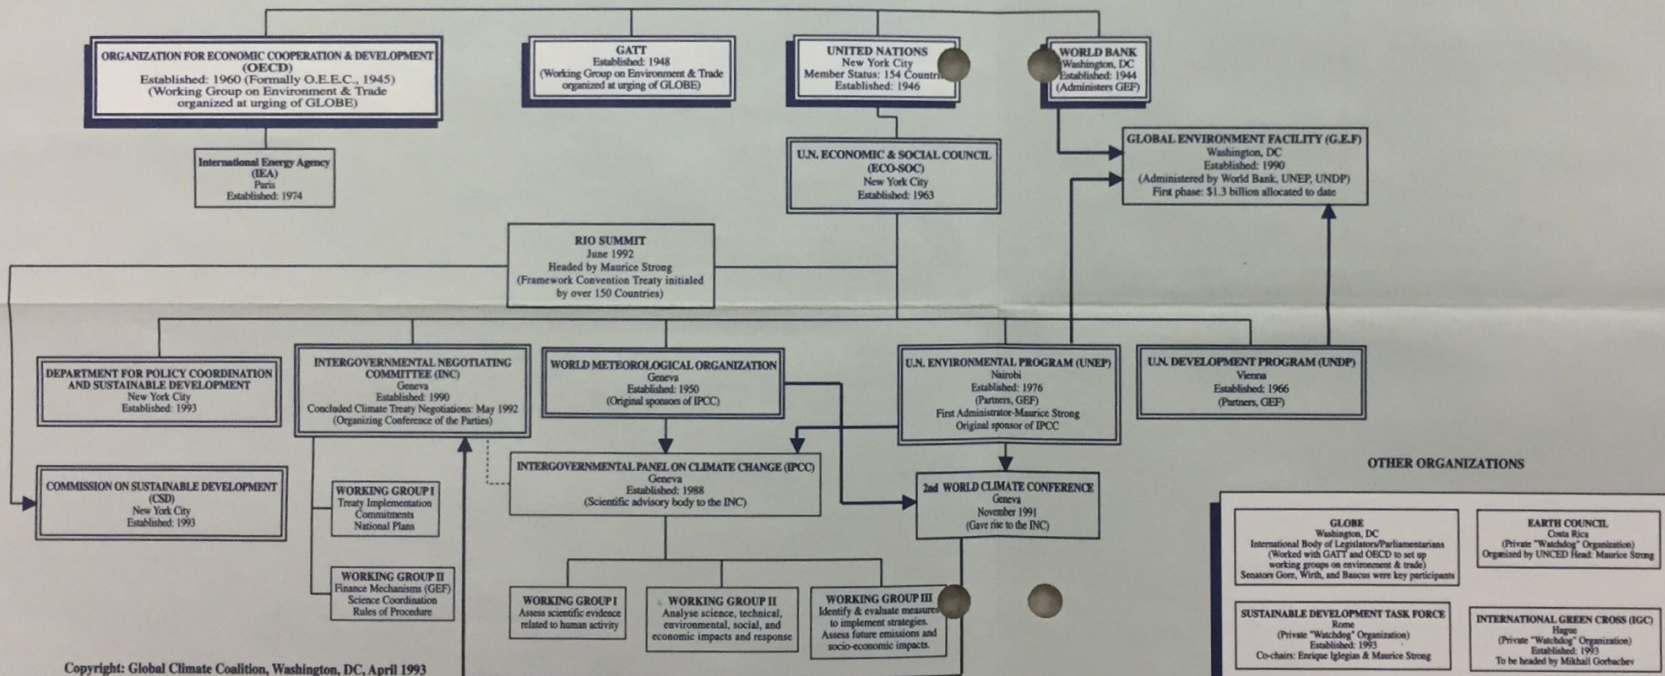 ORGANIZATION FOR ECONOMIC COOPERATION & DEVELOPMENT
(OECD)
Established: 1960 (Formally O.E.E.C., 1945)
(Working Group on Environment & Trade
organized at urging of GLOBE)
GATT
Established: 1948
(Working Group on Environment & Trade
organized at urging of GLOBE)
UNITED NATIONS
New York City
Member Status: 154
Established: 1946
WORLD BANK
Washington, DC
Established: 1944
(Administers GEF)
International Energy Agency
(IEA)
Paris
Established: 1974
U.N. ECONOMIC & SOCIAL COUNCIL
(ECO-SOC)
New York City
Established: 1963
GLOBAL ENVIRONMENT FACILITY (G.E.F)
Washington, DC
Established: 1990
(Administered by World Bank, UNEP, UNDP)
First phase: $1.3 billion allocated to date
RIO SUMMIT
June 1992
Headed by Maurice Strong
(Framework Convention Treaty initialed
by over 150 Countries)
DEPARTMENT FOR POLICY COORDINATION
AND SUSTAINABLE DEVELOPMENT
New York City
Established: 1993
INTERGOVERNMENTAL NEGOTIATING
COMMITTEE (INC)
Geneva
Established: 1990
Concluded Climate Treaty Negotiations: May 1992
(Organizing Conference of the Parties)
WORLD METEOROLOGICAL ORGANIZATION
Geneva
Established: 1950
(Original sponsors of IPCC)
U.N. ENVIRONMENTAL PROGRAM (UNEP)
Nairobi
Established: 1976
(Partners, GEF)
First Administrator-Maurice Strong
Original sponsor of IPCC
U.N. DEVELOPMENT PROGRAM (UNDP)
Vienna
Established: 1966
(Partners, GEF)
COMMISSION ON SUSTAINABLE DEVELOPMENT
(CSD)
New York City
Established: 1993
WORKING GROUP I
Treaty Implementation
Commitments
National Plans
WORKING GROUP II
Finance Mechanisms (GEF)
Science Coordination
Rules of Procedure
INTERGOVERNMENTAL PANEL ON CLIMATE CHANGE (IPCC)
Geneva
Established: 1988
(Scientific advisory body to the INC)
2nd WORLD CLIMATE CONFERENCE
Geneva
November 1991
(Gave rise to the INC)
WORKING GROUP I
Assess scientific evidence
related to human activity
WORKING GROUP II
Analyse science, technical,
environmental, social, and
economic impacts and response
WORKING GROUP III
Identify & evaluate measures
to implement strategies.
Assess future emissions and
socio-economic impacts.
OTHER ORGANIZATIONS
GLOBE
Washington, DC
International Body of Legislators/Parliamentarians
(Worked with GATT and OECD to set up
working groups on environment & trade)
Senators Gore, Wirth, and Baucus were key participants
EARTH COUNCIL
Costa Rica
(Private "Watchdog" Organization)
Organized by UNCED Head: Maurice Strong
SUSTAINABLE DEVELOPMENT TASK FORCE
Rome
(Private "Watchdog" Organization)
Established: 1993
Co-chairs: Enrique Iglegias & Maurice Strong
INTERNATIONAL GREEN CROSS (IGC)
Hague
(Private "Watchdog" Organization)
Established: 1993
To be headed by Mikhail Gorbachev
Copyright: Global Climate Coalition, Washington, DC, April 1993